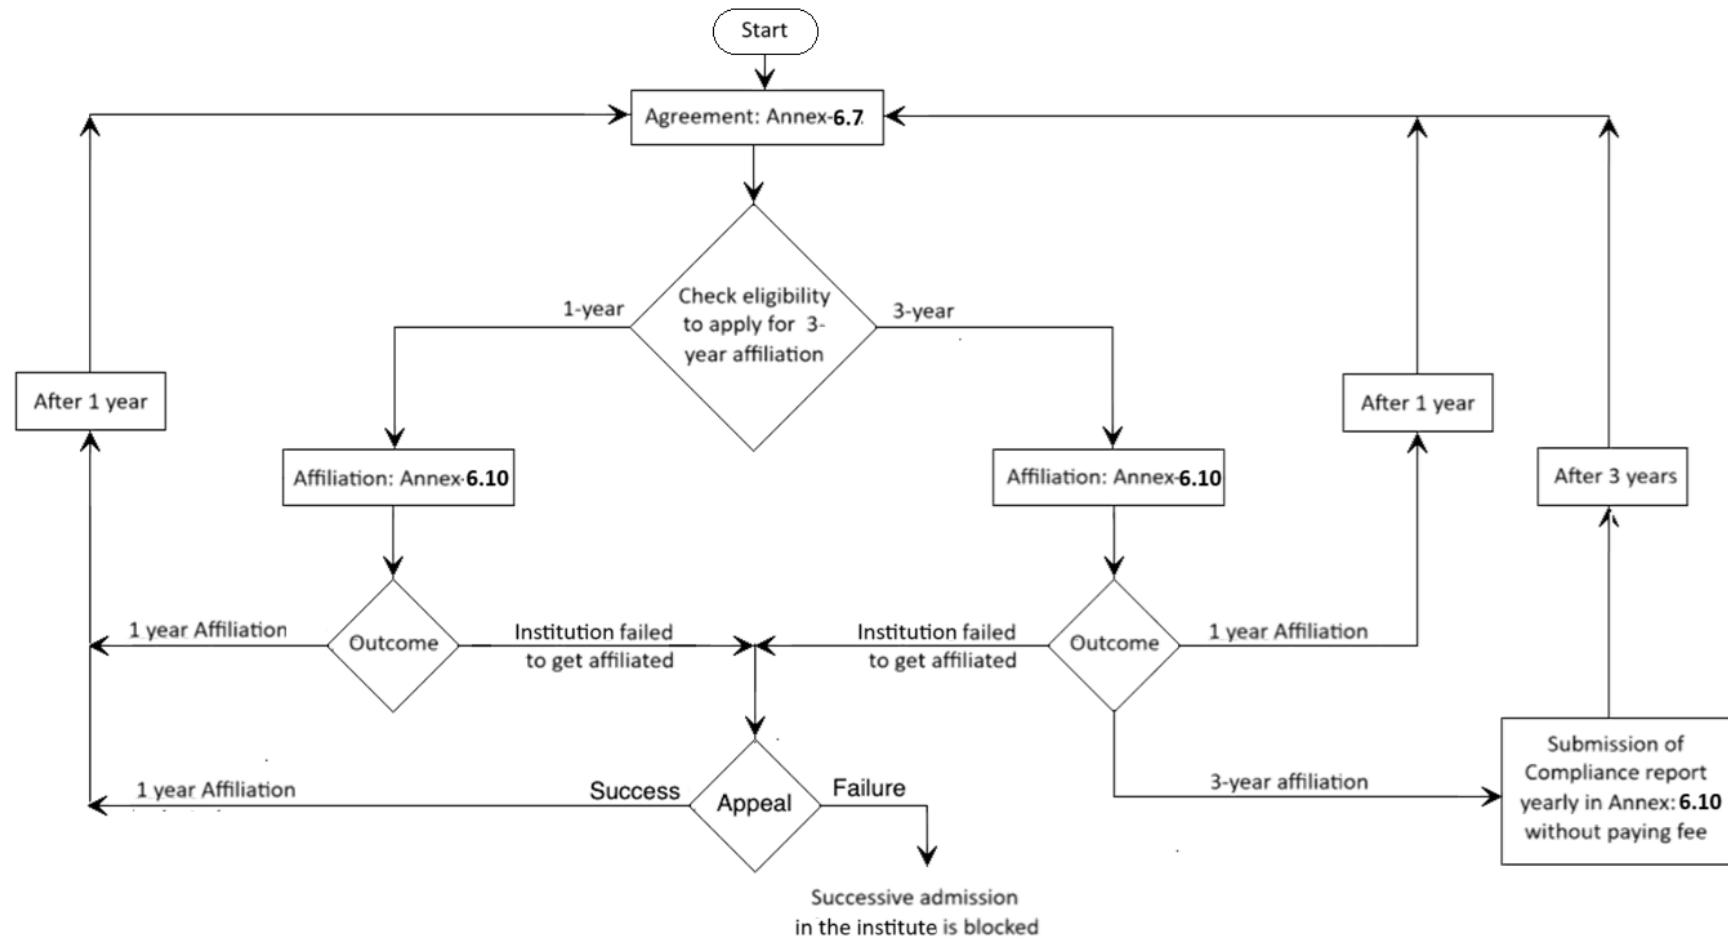 Start
Agreement: Annex-6.7
Check eligibility
to apply for 3-
year affiliation
1-year
3-year
After 1 year
After 1 year
Affiliation: Annex-6.10
Affiliation: Annex-6.10
After 3 years
1 year Affiliation
Outcome
Institution failed
to get affiliated
Institution failed
to get affiliated
Outcome
1 year Affiliation
1 year Affiliation
Success
Appeal
Failure
3-year affiliation
Submission of
Compliance report
yearly in Annex: 6.10
without paying fee
Successive admission
in the institute is blocked